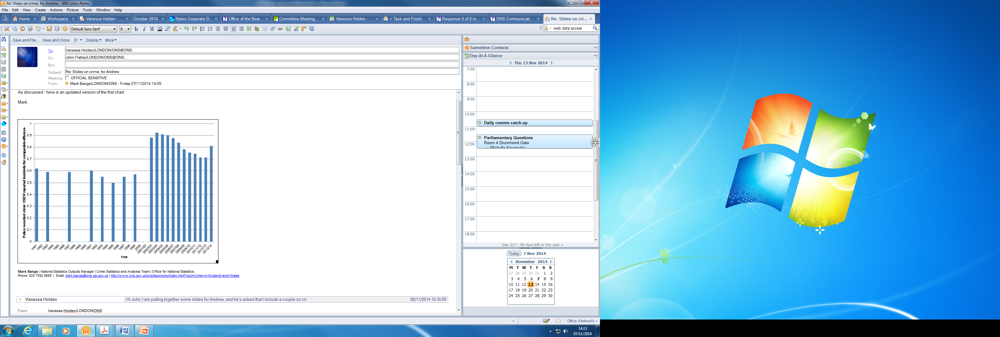 Re: Slides on crime, for Andrew - IBM Lotus Notes
File Edit View Create Actions Picture Tools Window Help
Home Workspace Vanessa Holden - ... October 2014 Notes Corporate D... Office of the Boar... Committee Meeting... Vanessa Holden - ... > Task and Finish... Response 0 of 0 to... ONS Communicati... Re: Slides on cri...
Default Sans Serif 9 web data access
Save and File... Save and Close Display More
To: Vanessa Holden/LONDON/ONS@ONS,
Cc: John Flatley/LONDON/ONS@ONS,
Bcc:
Subject: Re: Slides on crime, for Andrew
Marking OFFICIAL SENSITIVE
From: Mark Bangs/LONDON/ONS - Friday 07/11/2014 14:05
As discussed - here is an updated version of the first chart.
Mark
Police recorded crime: CSEW reported incidents for comparable offences
1
0.9
0.8
0.7
0.6
0.5
0.4
0.3
0.2
0.1
0
1981 1982 1983 1984 1985 1986 1987 1988 1989 1990 1991 1992 1993 1994 1995 1996 1997 1998 1999 2000 2001/02 2002/03 2003/04 2004/05 2005/06 2006/07 2007/08 2008/09 2009/10 2010/11 2011/12 2012/13 2013/14
Year
Mark Bangs | National Statistics Outputs Manager | Crime Statistics and Analysis Team | Office for National Statistics
Phone: 020 7592 8689 | Email: mark.bangs@ons.gsi.gov.uk | http://www.ons.gov.uk/ons/taxonomy/index.html?nscl=Crime+in+England+and+Wales
Vanessa Holden Hi John, I am pulling together some slides for Andrew, and he's asked that I include a couple on cri 06/11/2014 16:35:09
From: Vanessa Holden/LONDON/ONS
Sametime Contacts
Day-At-A-Glance
Thu 13 Nov 2014
7:00
8:00
9:00
10:00
Daily comms catch-up
11:00
Parliamentary Questions
Room 4 Drummond Gate
12:00
Michelle Kouzoukis
13:00
14:00
15:00
16:00
17:00
18:00
Day 317 - 48 days left in the year
Today 7 Nov 2014
November 2014
M T W T F S S
27 28 29 30 31 1 2
3 4 5 6 7 8 9
10 11 12 13 14 15 16
17 18 19 20 21 22 23
24 25 26 27 28 29 30
Office (Network)
14:13
07/11/2014